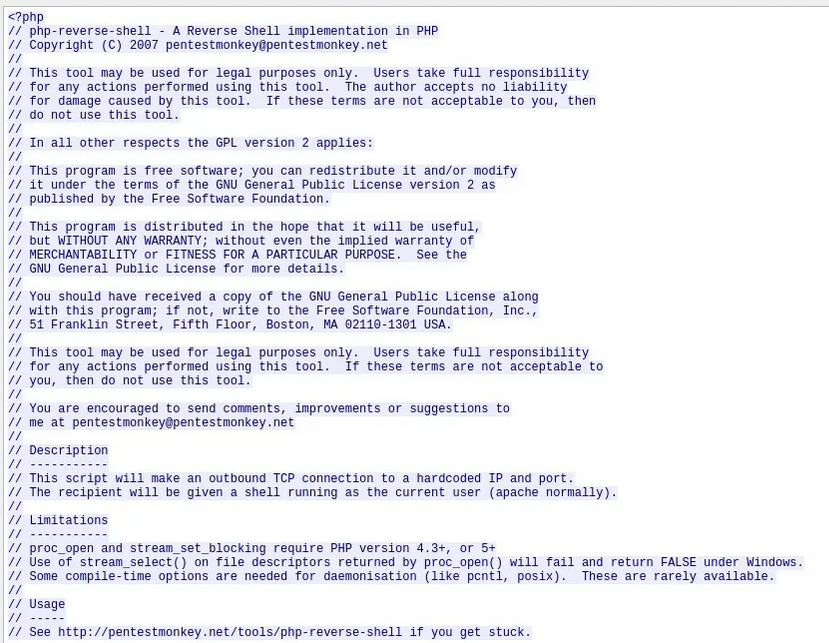 <?php
// php-reverse-shell - A Reverse Shell implementation in PHP
// Copyright (C) 2007 pentestmonkey@pentestmonkey.net
//
// This tool may be used for legal purposes only.  Users take full responsibility
// for any actions performed using this tool.  The author accepts no liability
// for damage caused by this tool.  If these terms are not acceptable to you, then
// do not use this tool.
//
// In all other respects the GPL version 2 applies:
//
// This program is free software; you can redistribute it and/or modify
// it under the terms of the GNU General Public License version 2 as
// published by the Free Software Foundation.
//
// This program is distributed in the hope that it will be useful,
// but WITHOUT ANY WARRANTY; without even the implied warranty of
// MERCHANTABILITY or FITNESS FOR A PARTICULAR PURPOSE.  See the
// GNU General Public License for more details.
//
// You should have received a copy of the GNU General Public License along
// with this program; if not, write to the Free Software Foundation, Inc.,
// 51 Franklin Street, Fifth Floor, Boston, MA 02110-1301 USA.
//
// This tool may be used for legal purposes only.  Users take full responsibility
// for any actions performed using this tool.  If these terms are not acceptable to
// you, then do not use this tool.
//
// You are encouraged to send comments, improvements or suggestions to
// me at pentestmonkey@pentestmonkey.net
//
// Description
// -----------
// This script will make an outbound TCP connection to a hardcoded IP and port.
// The recipient will be given a shell running as the current user (apache normally).
//
// Limitations
// -----------
// proc_open and stream_set_blocking require PHP version 4.3+, or 5+
// Use of stream_select() on file descriptors returned by proc_open() will fail and return FALSE under Windows.
// Some compile-time options are needed for daemonisation (like pcntl, posix).  These are rarely available.
//
// Usage
// -----
// See http://pentestmonkey.net/tools/php-reverse-shell if you get stuck.